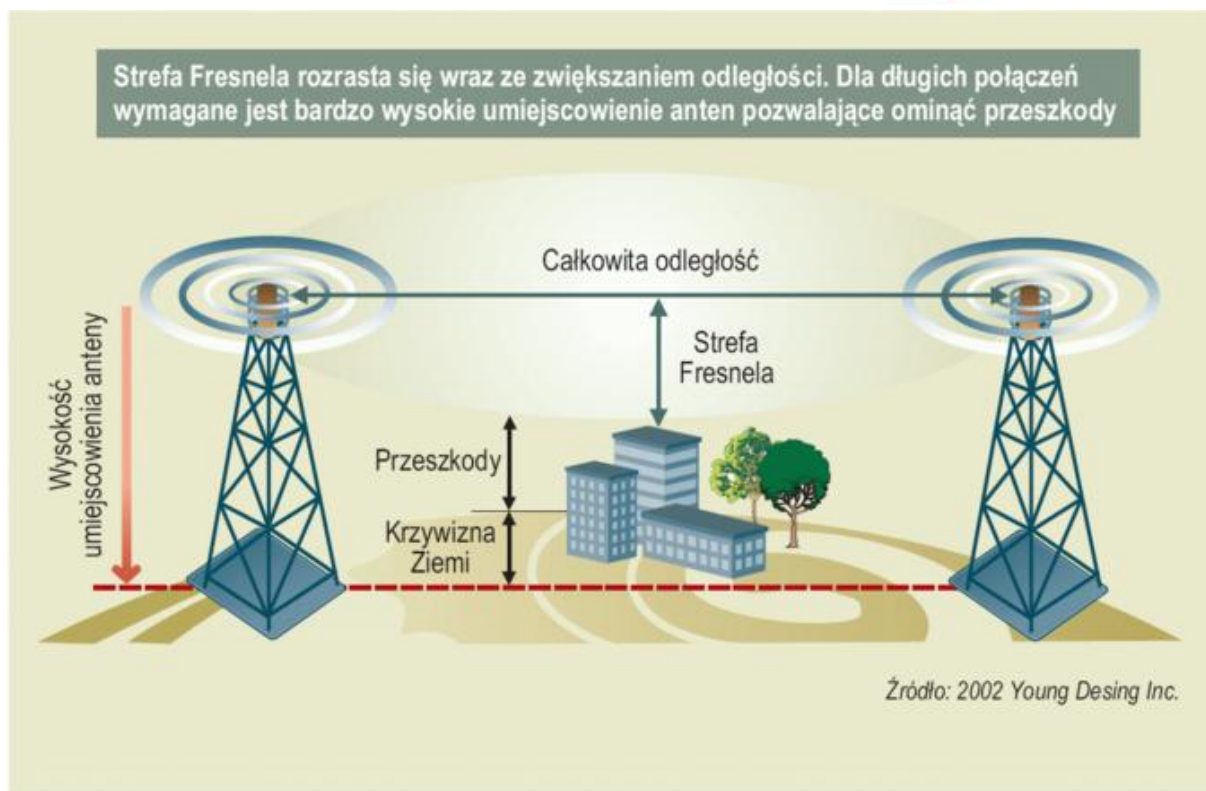 Strefa Fresnela rozrasta się wraz ze zwiększaniem odległości. Dla długich połączeń
wymagane jest bardzo wysokie umiejscowienie anten pozwalające ominąć przeszkody
Całkowita odległość
Strefa
Fresnela
Wysokość
umiejscowienia anteny
Przeszkody
Krzywizna
Ziemi
Źródło: 2002 Young Desing Inc.